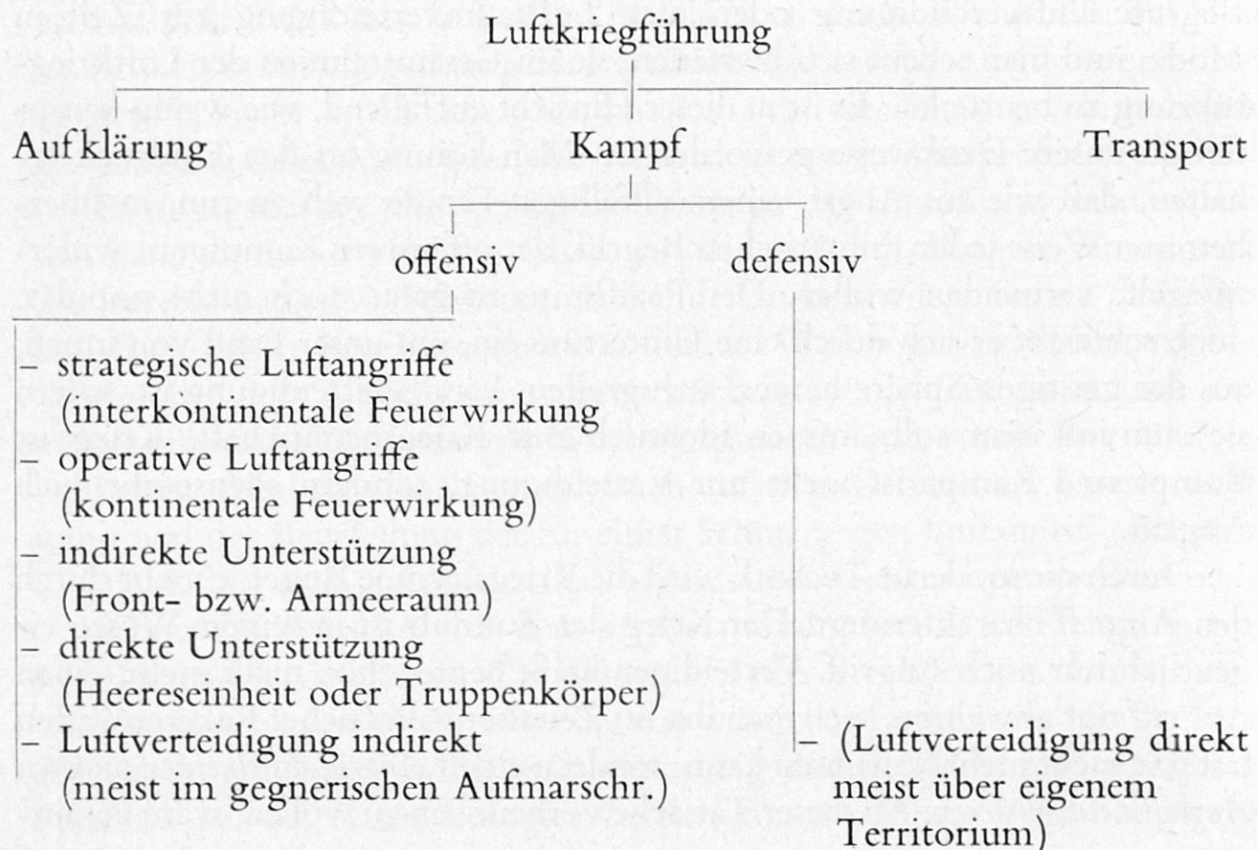 Luftkriegführung
Aufklärung Kampf Transport
offensiv defensiv
– strategische Luftangriffe
(interkontinentale Feuerwirkung
– operative Luftangriffe
(kontinentale Feuerwirkung)
– indirekte Unterstützung
(Front- bzw. Armeeraum)
– direkte Unterstützung
(Heereseinheit oder Truppenkörper)
– Luftverteidigung indirekt
(meist im gegnerischen Aufmarschr.)
– (Luftverteidigung direkt
meist über eigenem
Territorium)